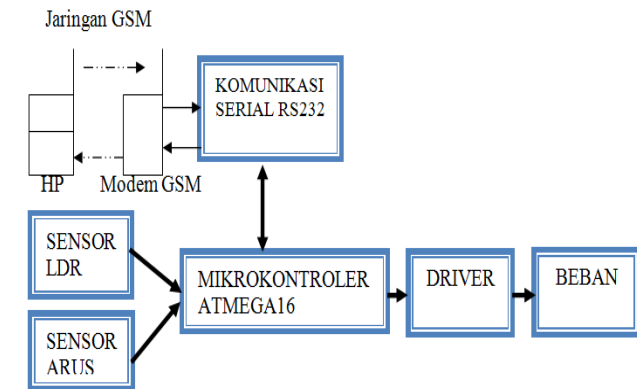 Jaringan GSM
KOMUNIKASI
SERIAL RS232
HP
Modem GSM
SENSOR
LDR
MIKROKONTROLER
ATMEGA16
DRIVER
BEBAN
SENSOR
ARUS